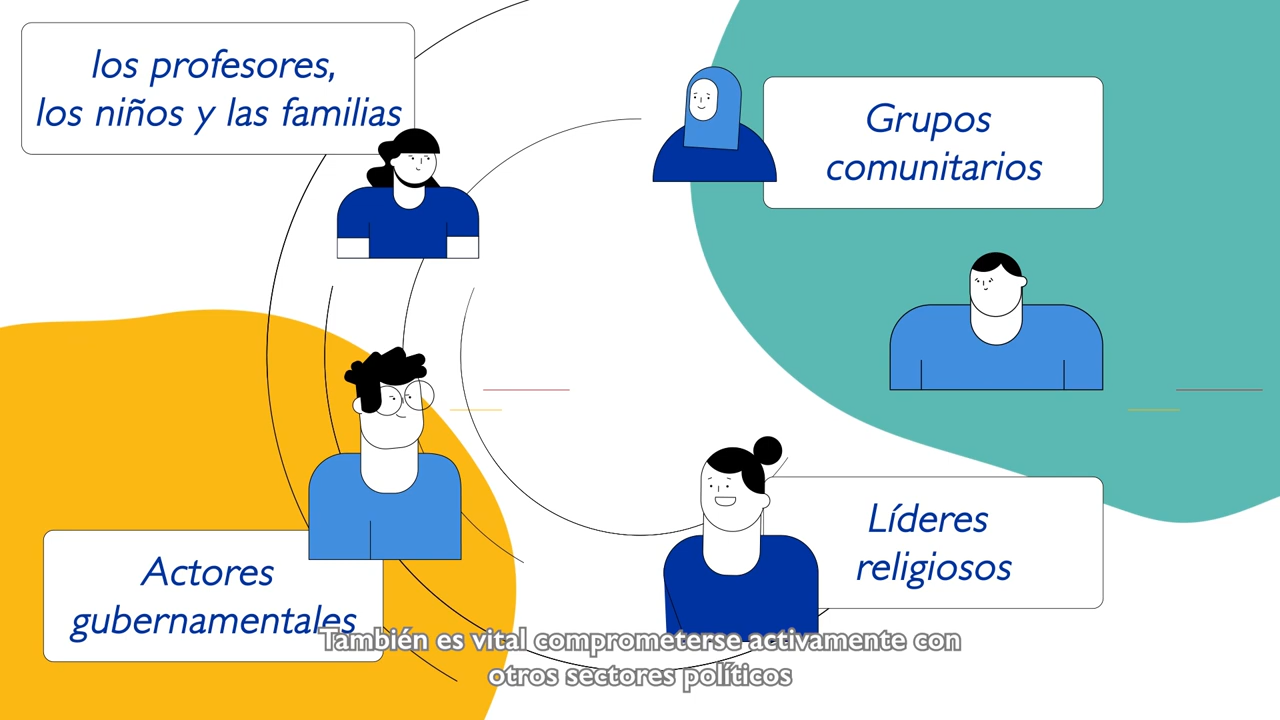 los profesores,
los niños y las familias
Grupos
comunitarios
Líderes
religiosos
Actores
gubernamentales
También es vital comprometerse activamente con
otros sectores políticos